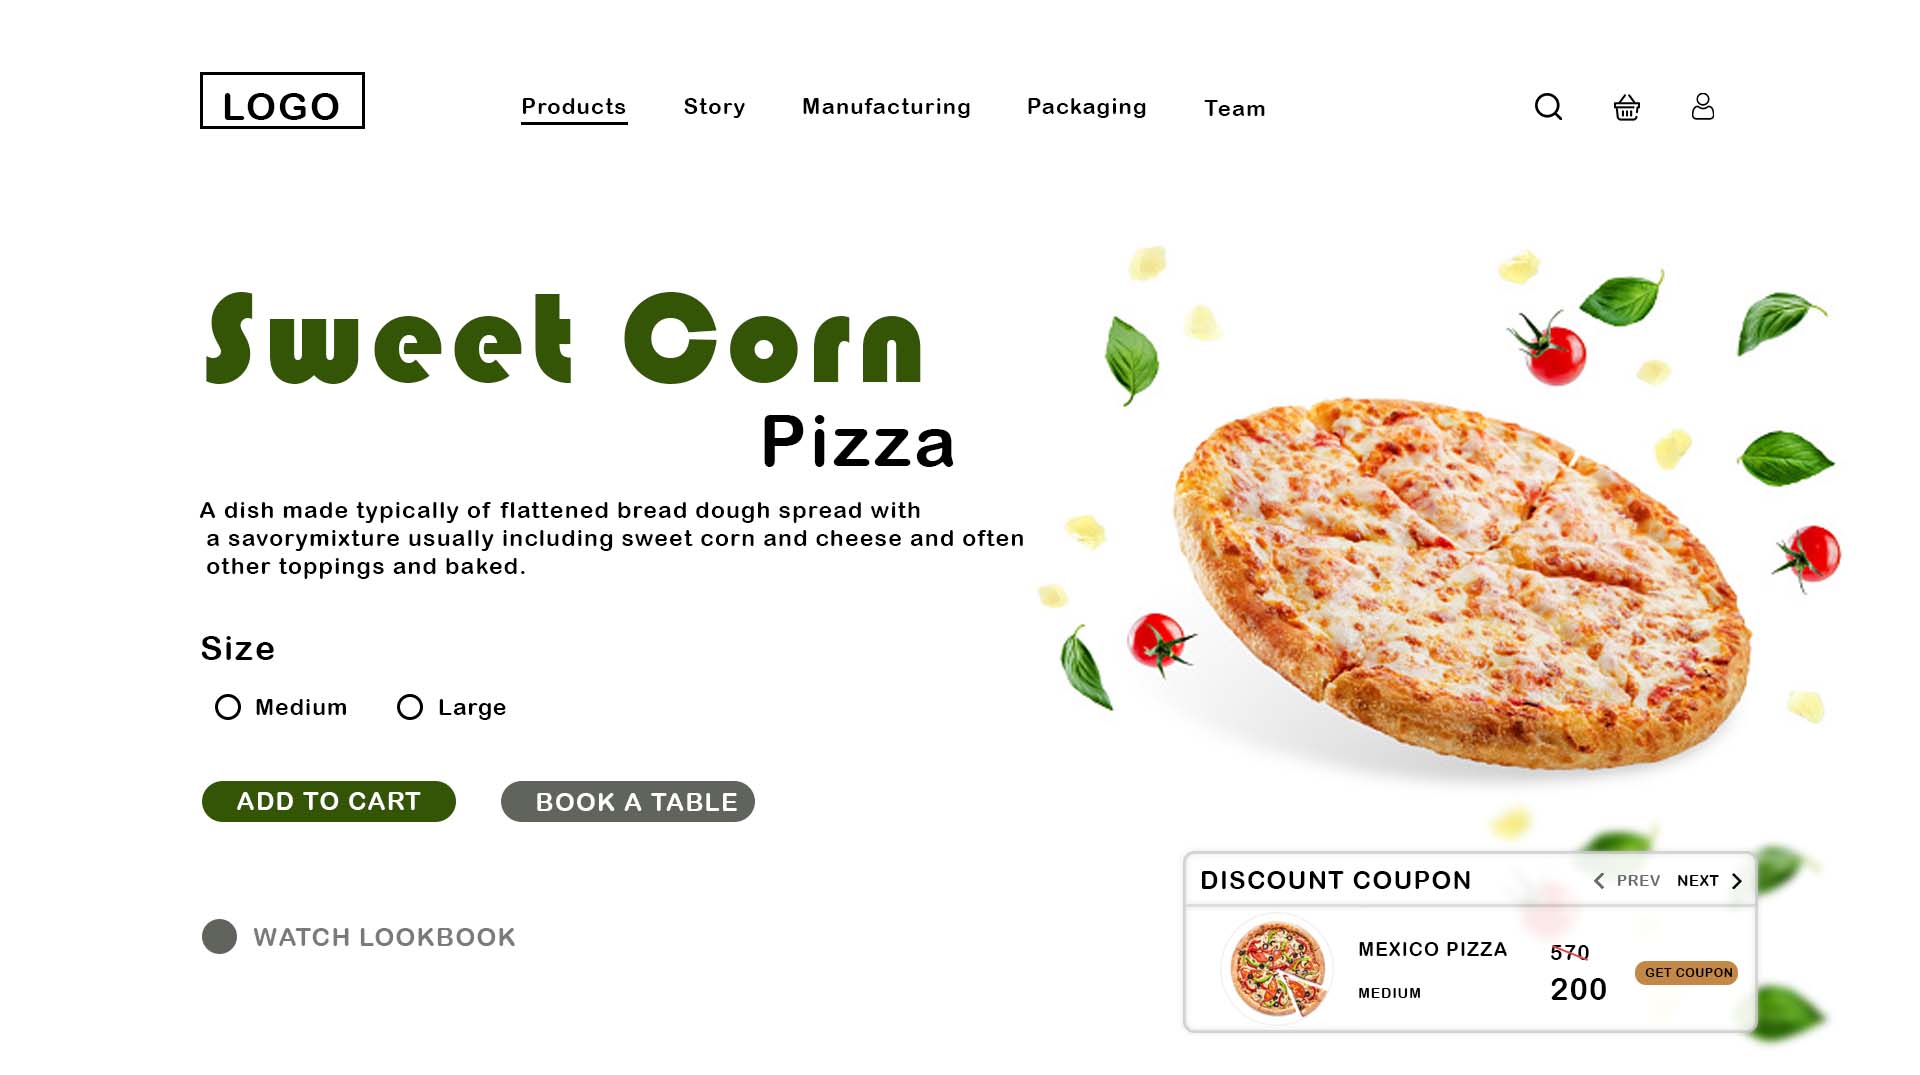 LOGO
Products Story Manufacturing Packaging Team
Sweet Corn
Pizza
A dish made typically of flattened bread dough spread with
a savorymixture usually including sweet corn and cheese and often
other toppings and baked.
Size
Medium Large
ADD TO CART BOOK A TABLE
WATCH LOOKBOOK
DISCOUNT COUPON PREV NEXT
MEXICO PIZZA 570
MEDIUM 200
GET COUPON